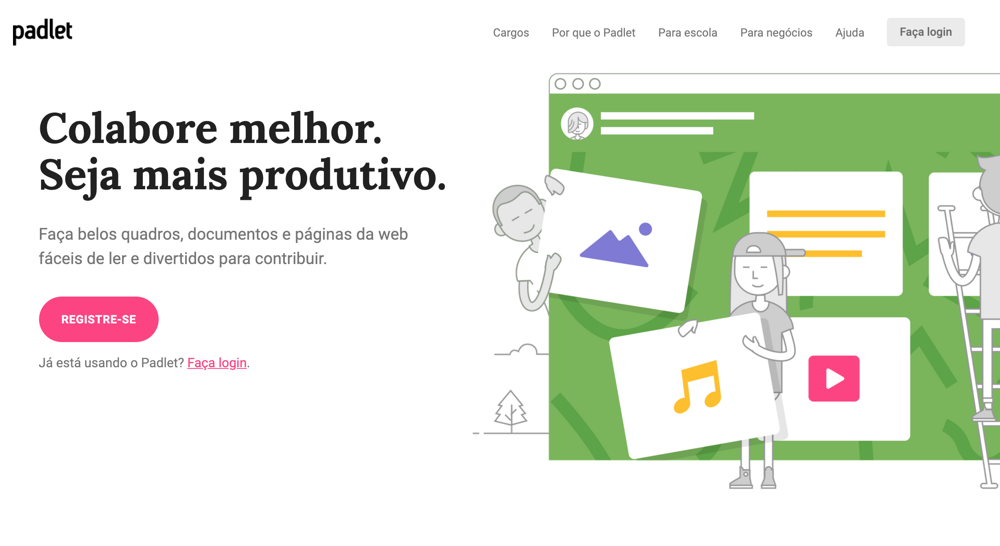 padlet
Cargos Por que o Padlet Para escola Para negócios Ajuda Faça login
Colabore melhor.
Seja mais produtivo.
Faça belos quadros, documentos e páginas da web
fáceis de ler e divertidos para contribuir.
REGISTRE-SE
Já está usando o Padlet? Faça login.